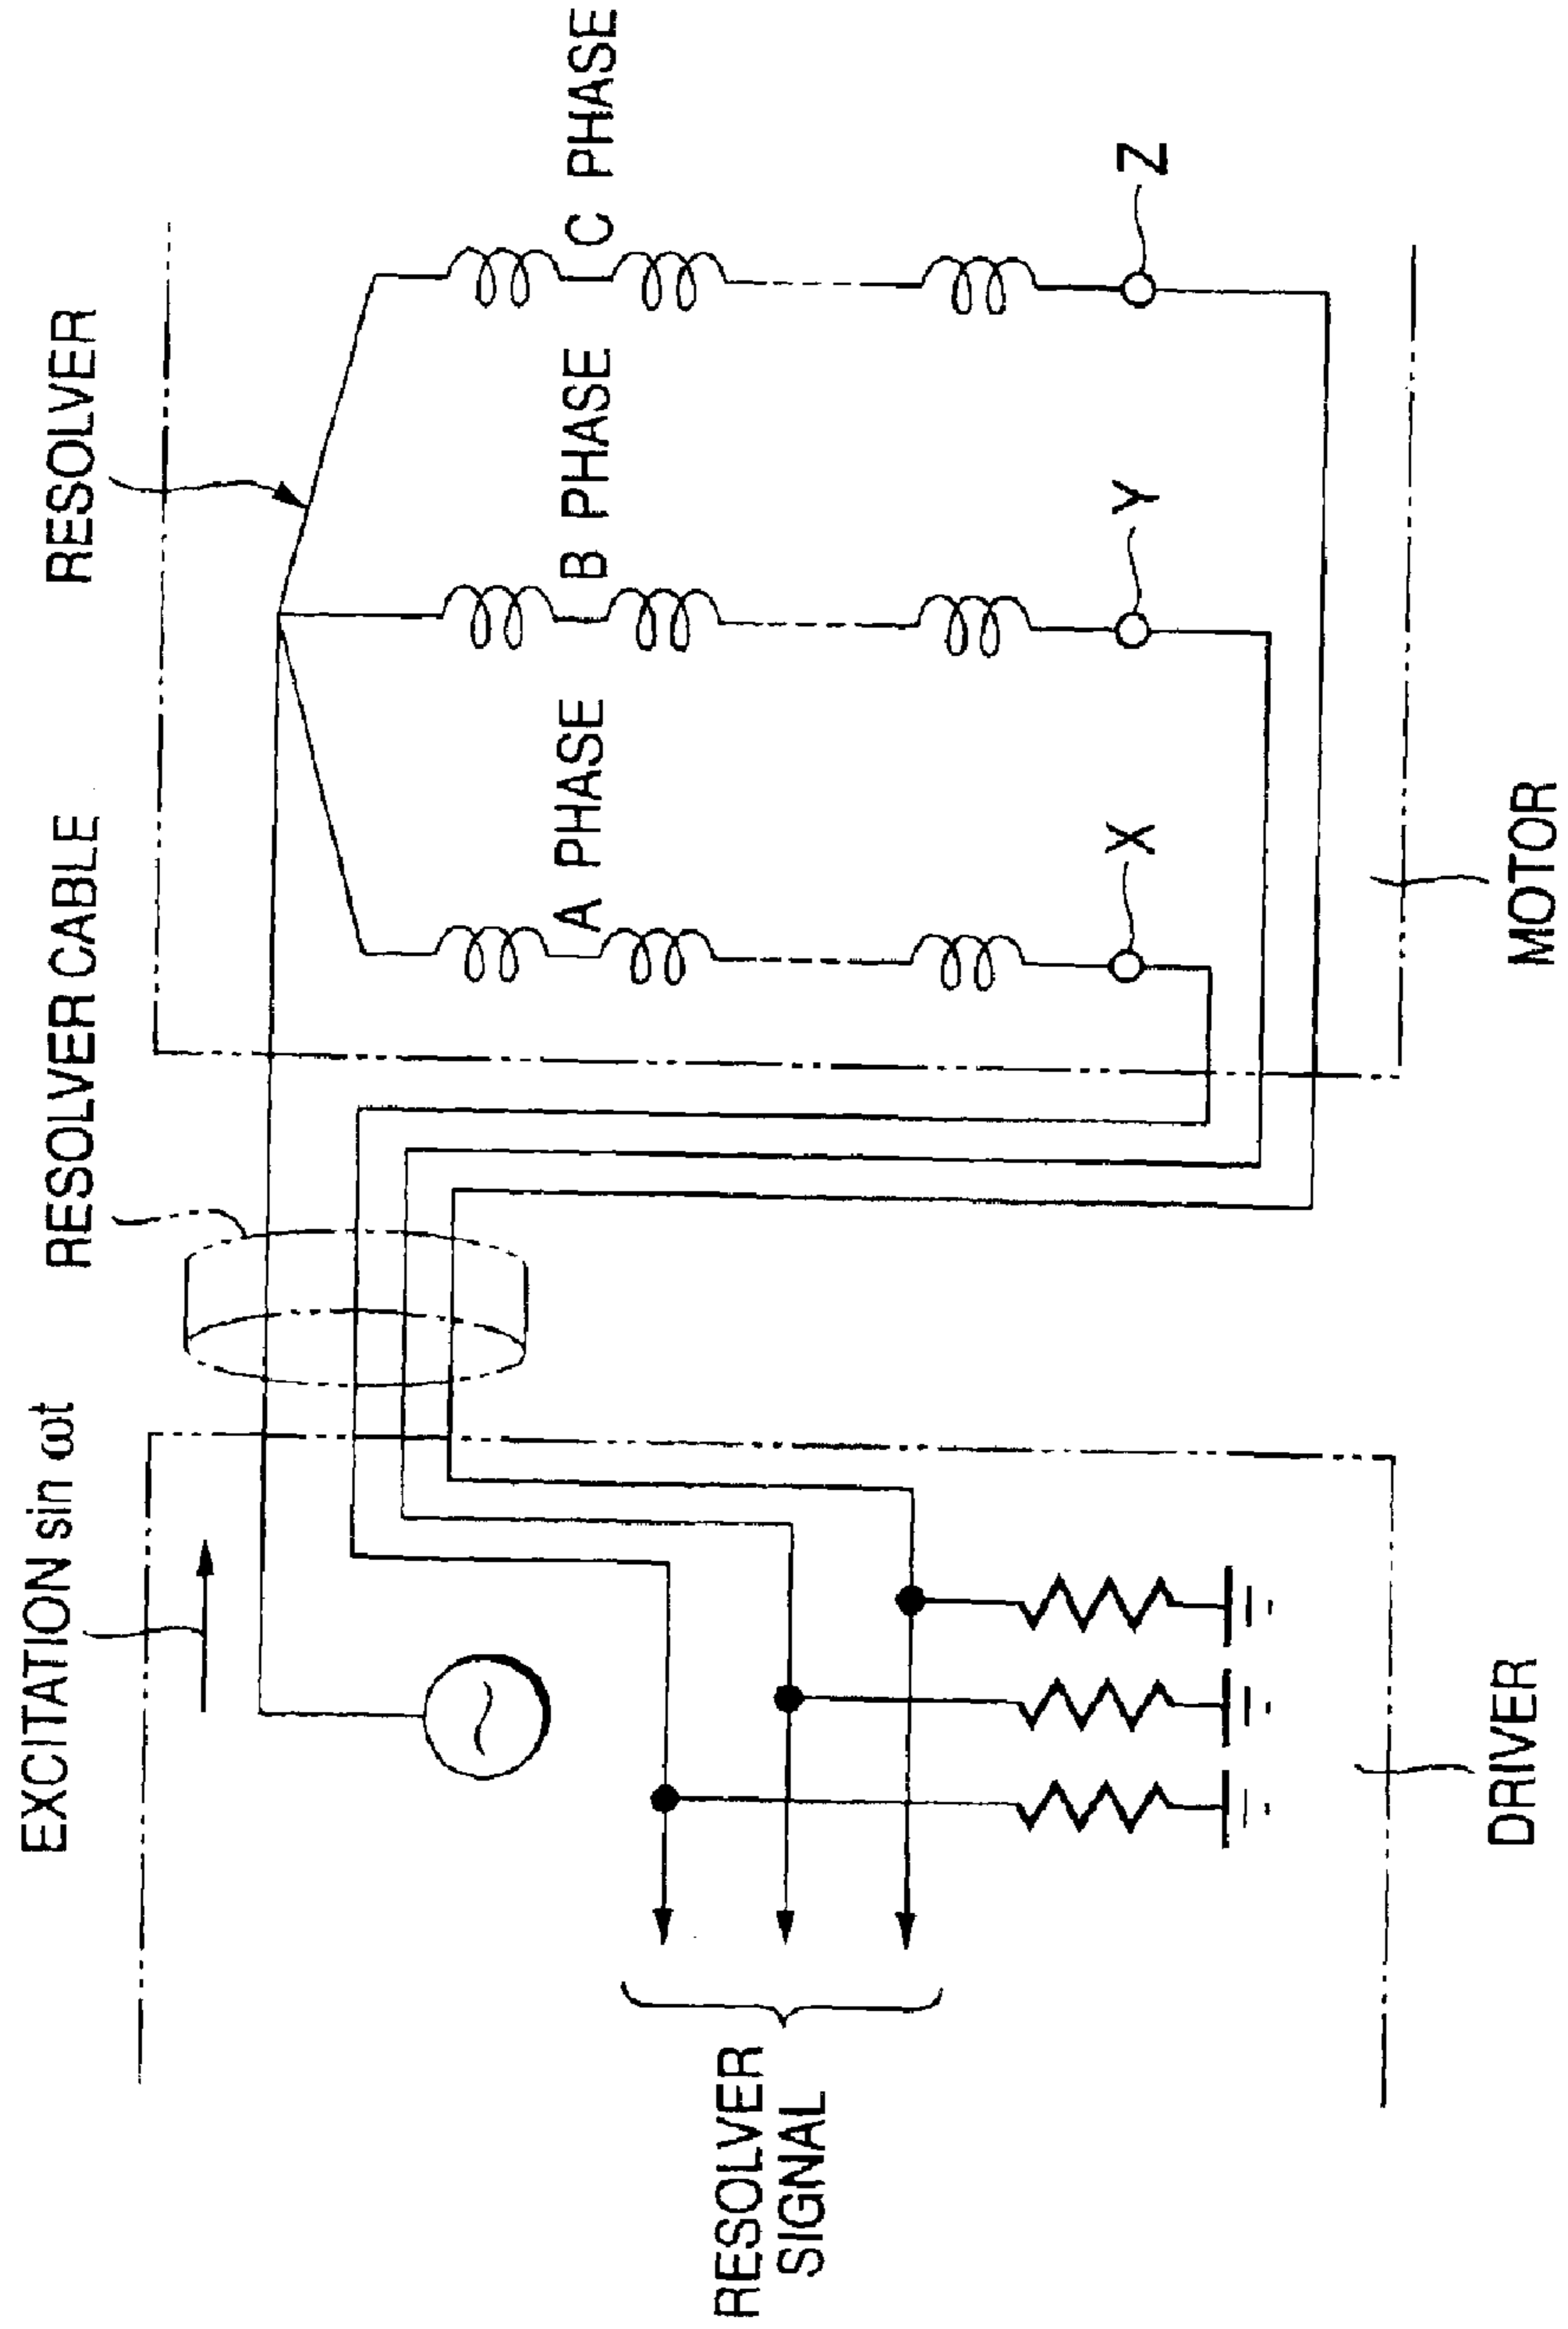 EXCITATION sin ωt
RESOLVER CABLE
RESOLVER
A PHASE
B PHASE
C PHASE
X
Y
Z
RESOLVER
SIGNAL
DRIVER
MOTOR